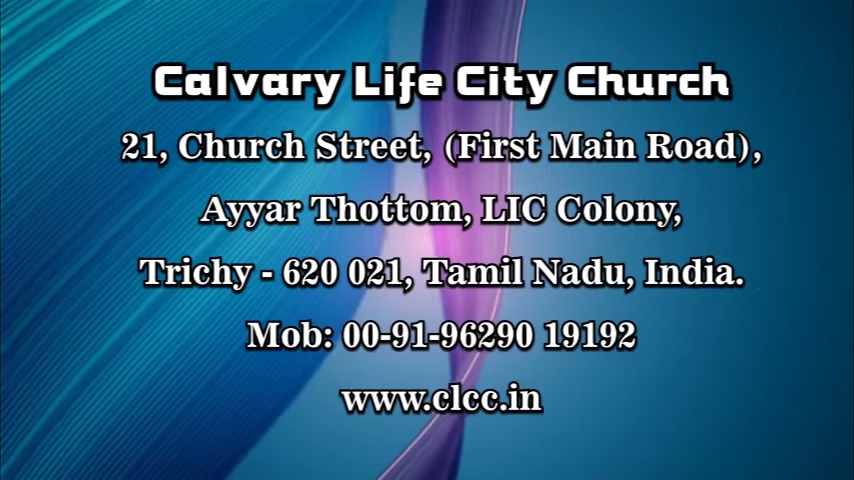 Calvary Life City Church
21, Church Street, (First Main Road),
Ayyar Thottom, LIC Colony,
Trichy - 620 021, Tamil Nadu, India.
Mob: 00-91-96290 19192
www.clcc.in